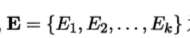 , 𝐄 = {E₁, E₂, . . . , Eₖ}